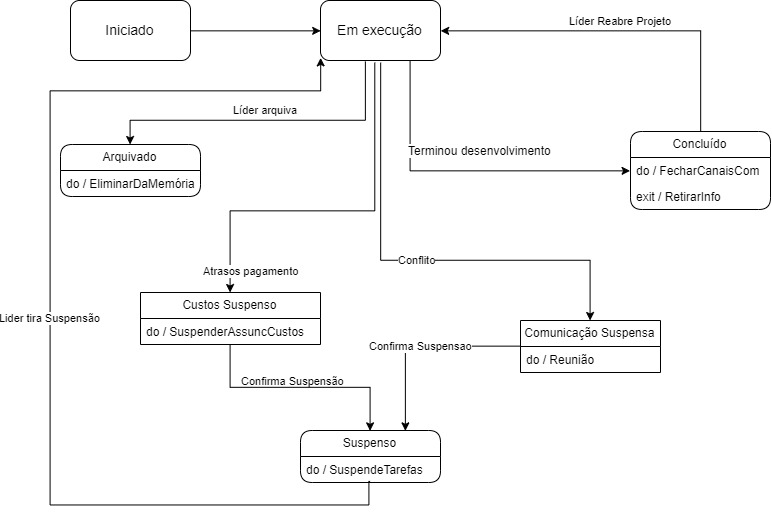 Líder Reabre Projeto
Iniciado
Em execução
Líder arquiva
Concluído
Terminou desenvolvimento
Arquivado
do / FecharCanaisCom
do / EliminarDaMemória
exit / RetirarInfo
Conflito
Atrasos pagamento
Custos Suspenso
Lider tira Suspensão
do / SuspenderAssuncCustos
Comunicação Suspensa
Confirma Suspensao
do / Reunião
Confirma Suspensão
Suspenso
do / SuspendeTarefas